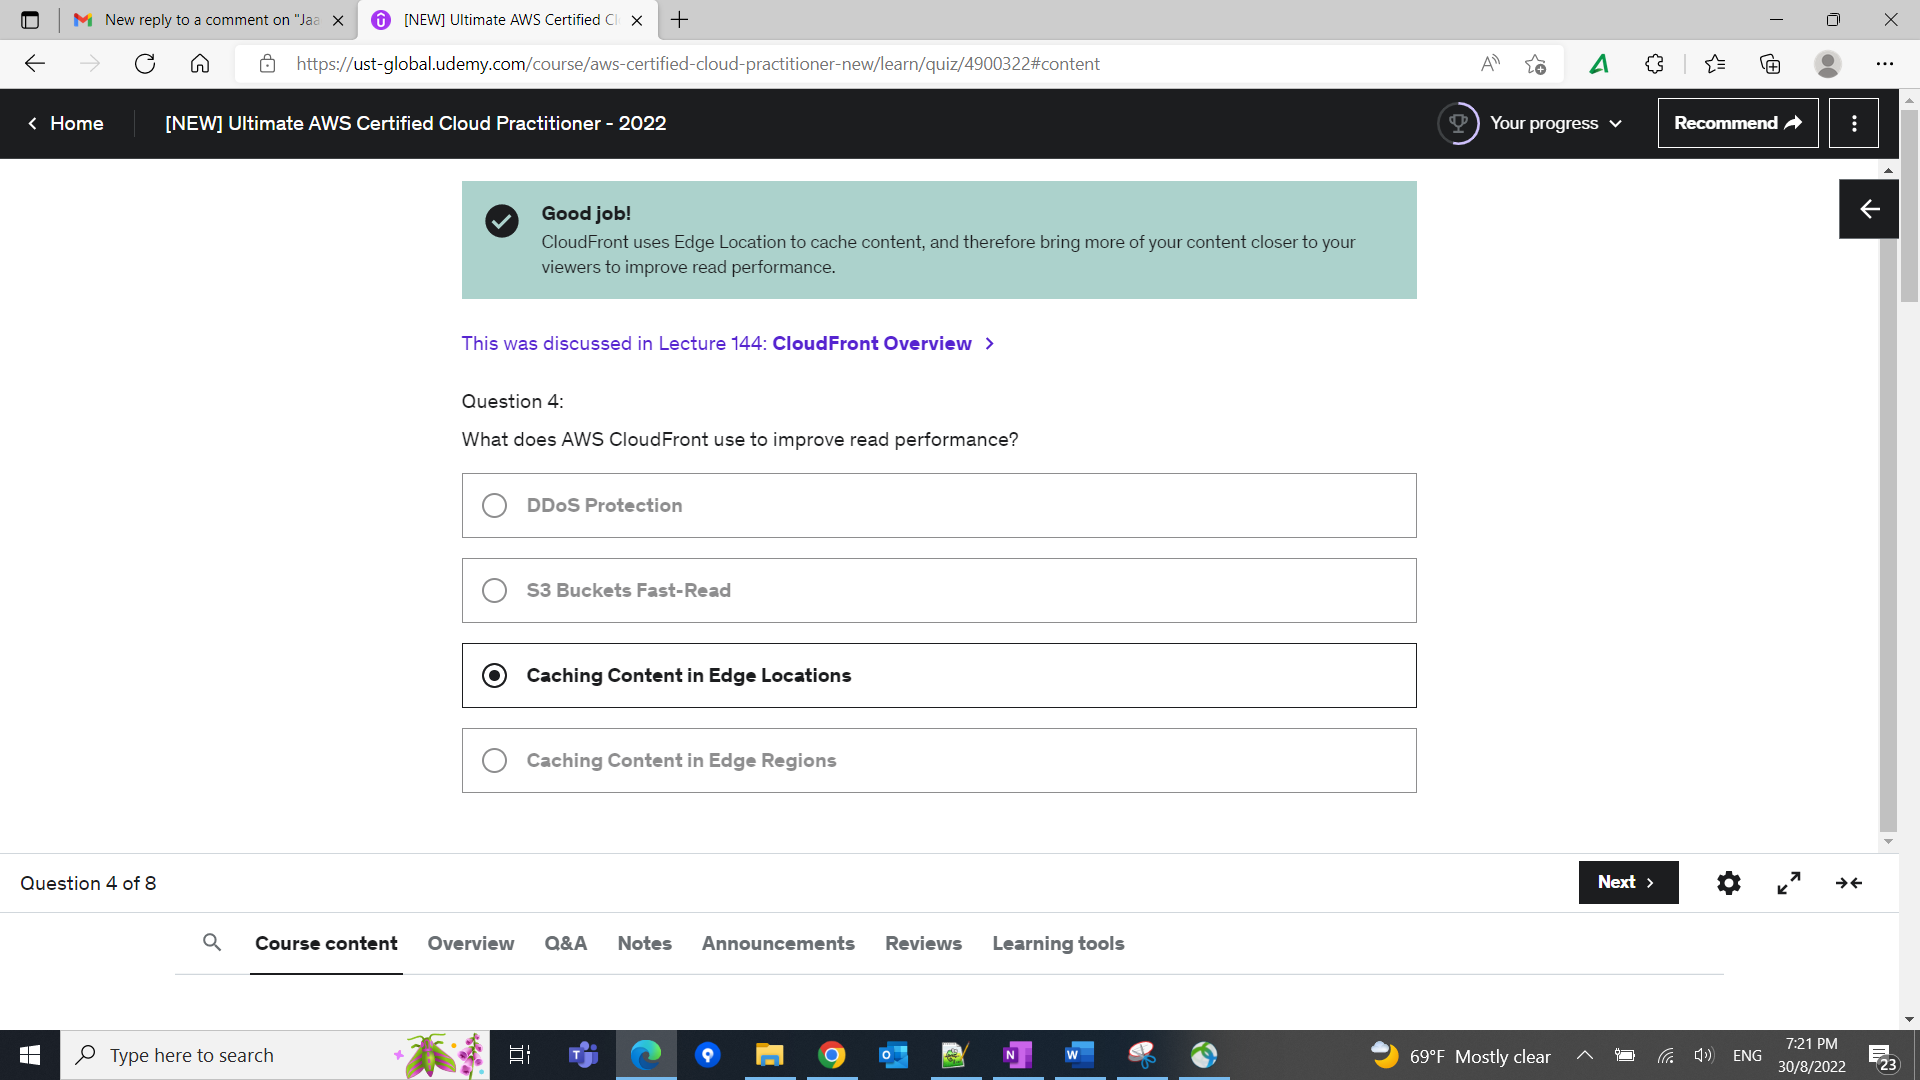 New reply to a comment on "Jaa
[NEW] Ultimate AWS Certified Cl
https://ust-global.udemy.com/course/aws-certified-cloud-practitioner-new/learn/quiz/4900322#content
Home
[NEW] Ultimate AWS Certified Cloud Practitioner - 2022
Your progress
Recommend
Good job!
CloudFront uses Edge Location to cache content, and therefore bring more of your content closer to your
viewers to improve read performance.
This was discussed in Lecture 144: CloudFront Overview
Question 4:
What does AWS CloudFront use to improve read performance?
DDoS Protection
S3 Buckets Fast-Read
Caching Content in Edge Locations
Caching Content in Edge Regions
Question 4 of 8
Next
Course content
Overview
Q&A
Notes
Announcements
Reviews
Learning tools
Type here to search
69°F Mostly clear
ENG
7:21 PM
30/8/2022
23